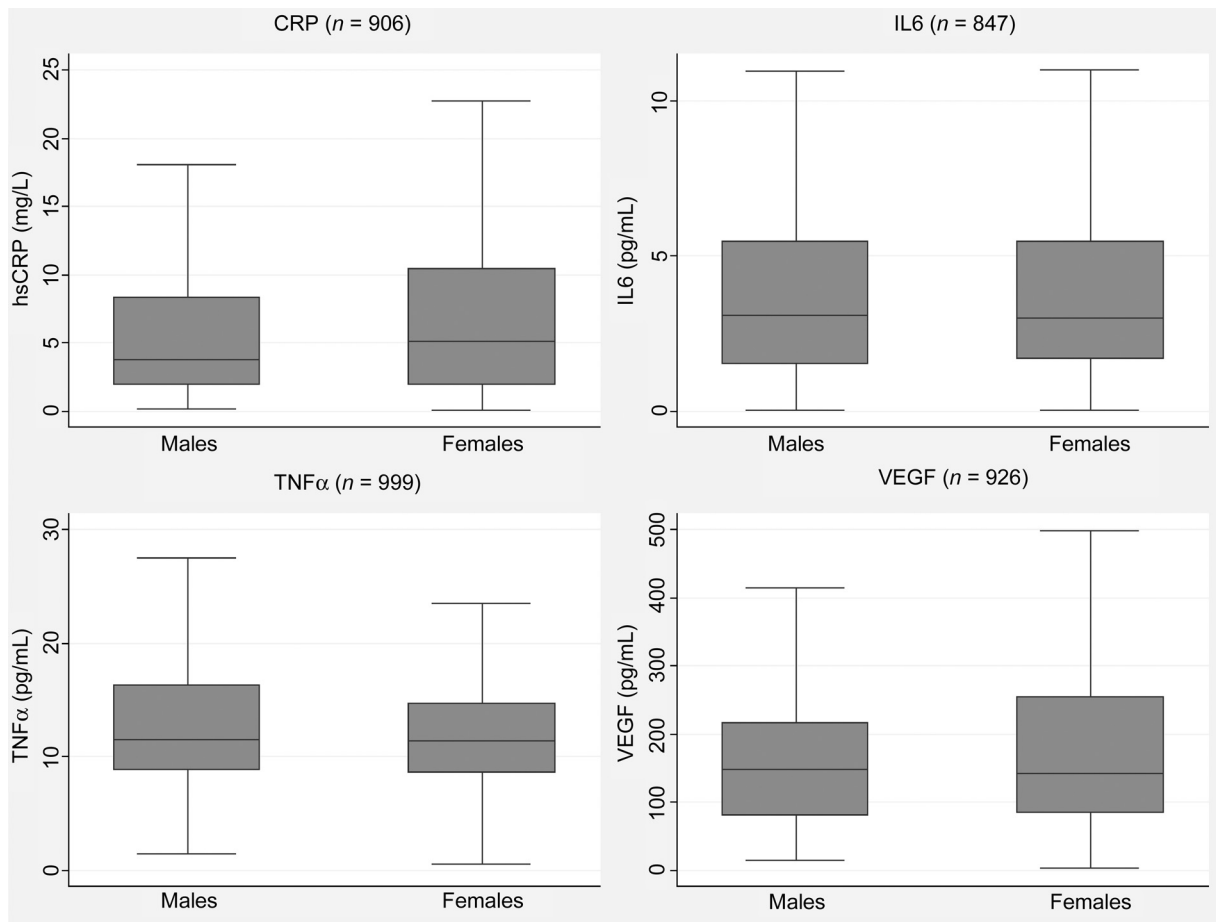 CRP (n = 906)
hsCRP (mg/L)
25
20
15
10
5
0
Males
Females
IL6 (n = 847)
IL6 (pg/mL)
10
5
0
Males
Females
TNFα (n = 999)
TNFα (pg/mL)
30
20
10
0
Males
Females
VEGF (n = 926)
VEGF (pg/mL)
500
400
300
200
100
0
Males
Females